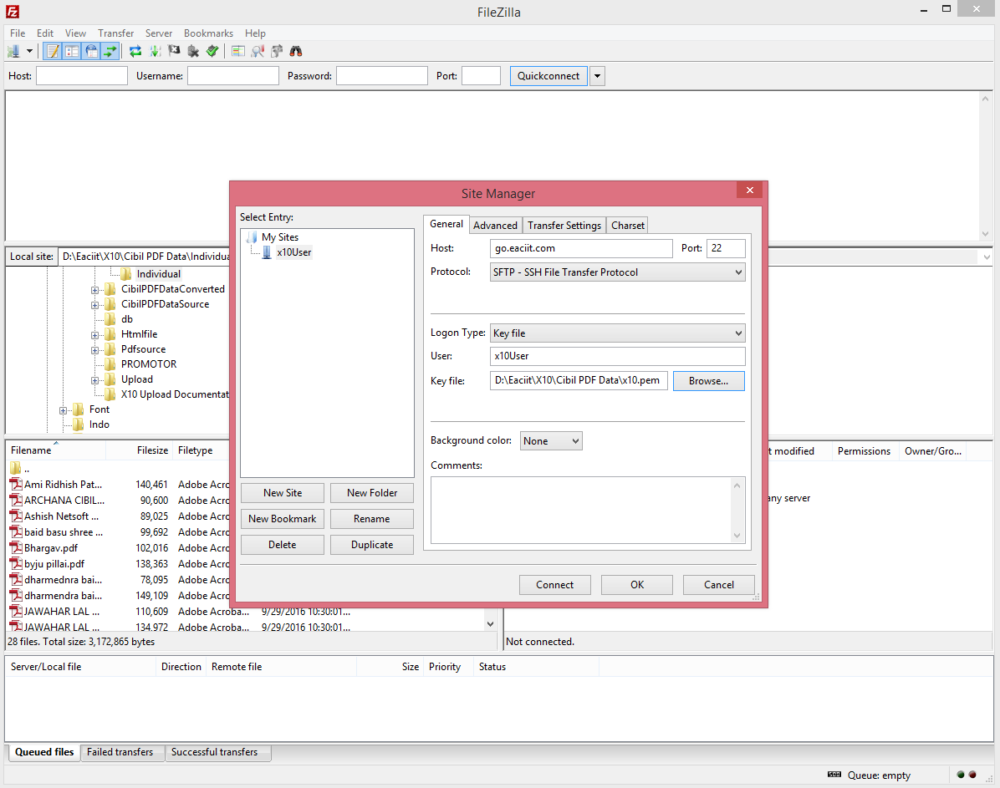 FileZilla
File Edit View Transfer Server Bookmarks Help
Host: Username: Password: Port: Quickconnect
Site Manager
Select Entry:
My Sites
x10User
New Site New Folder
New Bookmark Rename
Delete Duplicate
General Advanced Transfer Settings Charset
Host: go.eaciit.com Port: 22
Protocol: SFTP - SSH File Transfer Protocol
Logon Type: Key file
User: x10User
Key file: D:\Eaciit\X10\Cibil PDF Data\x10.pem Browse...
Background color: None
Comments:
Connect OK Cancel
Local site: D:\Eaciit\X10\Cibil PDF Data\Individua
Individual
CibilPDFDataConverted
CibilPDFDataSource
db
Htmlfile
Pdfsource
PROMOTOR
Upload
X10 Upload Documentat
Font
Indo
Filename Filesize Filetype
..
Ami Ridhish Pat... 140,461 Adobe Acro
ARCHANA CIBIL... 90,600 Adobe Acro
Ashish Netsoft ... 89,025 Adobe Acro
baid basu shree ... 99,692 Adobe Acro
Bhargav.pdf 102,016 Adobe Acro
byju pillai.pdf 138,363 Adobe Acro
dharmednra bai... 78,095 Adobe Acro
dharmendra bai... 149,109 Adobe Acro
JAWAHAR LAL ... 110,609 Adobe Acroba... 9/29/2016 10:30:01...
JAWAHAR LAL ... 134,972 Adobe Acroba... 9/29/2016 10:30:01...
28 files. Total size: 3,172,865 bytes
t modified Permissions Owner/Gro...
any server
Not connected.
Server/Local file Direction Remote file Size Priority Status
Queued files Failed transfers Successful transfers
Queue: empty